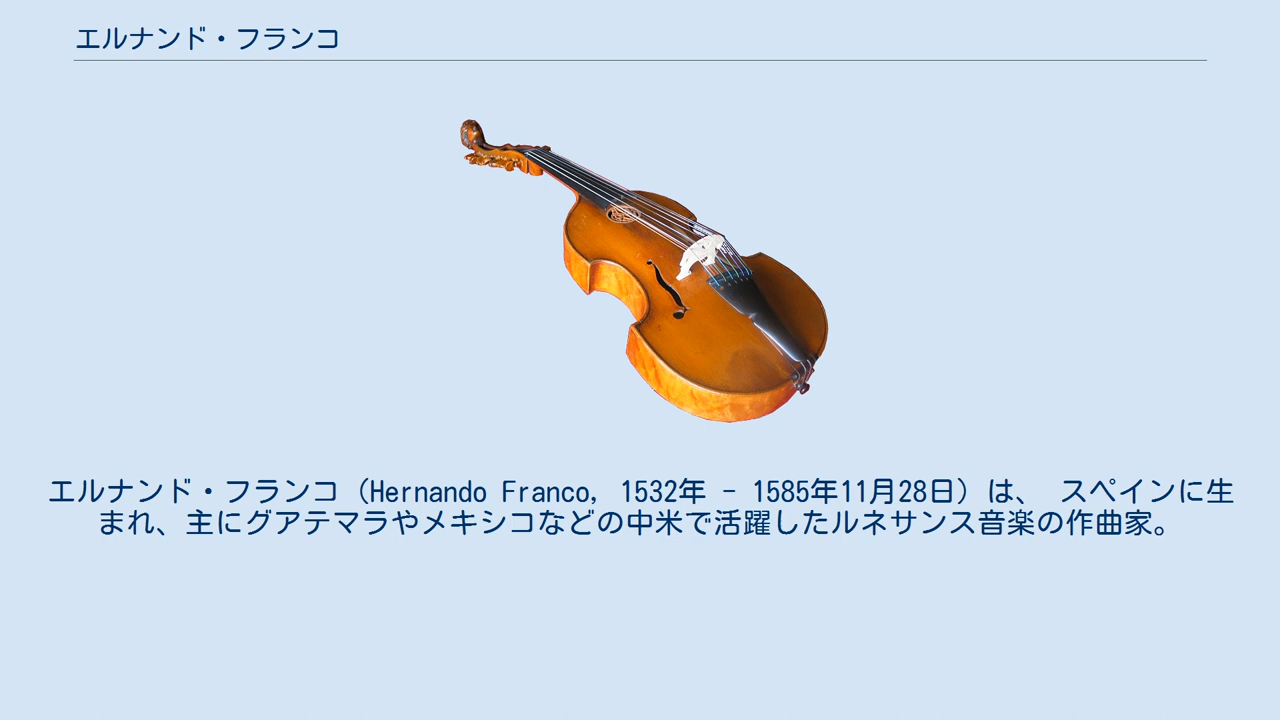 エルナンド・フランコ
エルナンド・フランコ（Hernando Franco, 1532年 - 1585年11月28日）は、 スペインに生
まれ、主にグアテマラやメキシコなどの中米で活躍したルネサンス音楽の作曲家。